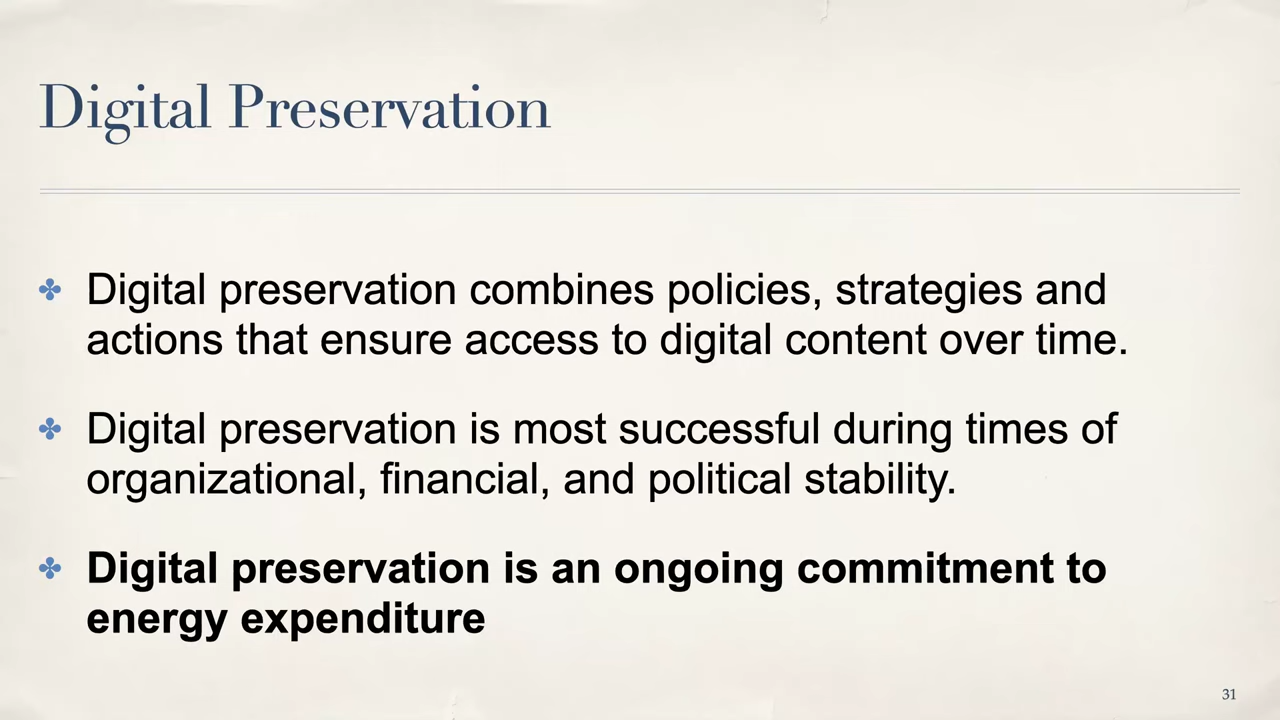 Digital Preservation
Digital preservation combines policies, strategies and
actions that ensure access to digital content over time.
Digital preservation is most successful during times of
organizational, financial, and political stability.
Digital preservation is an ongoing commitment to
energy expenditure
31